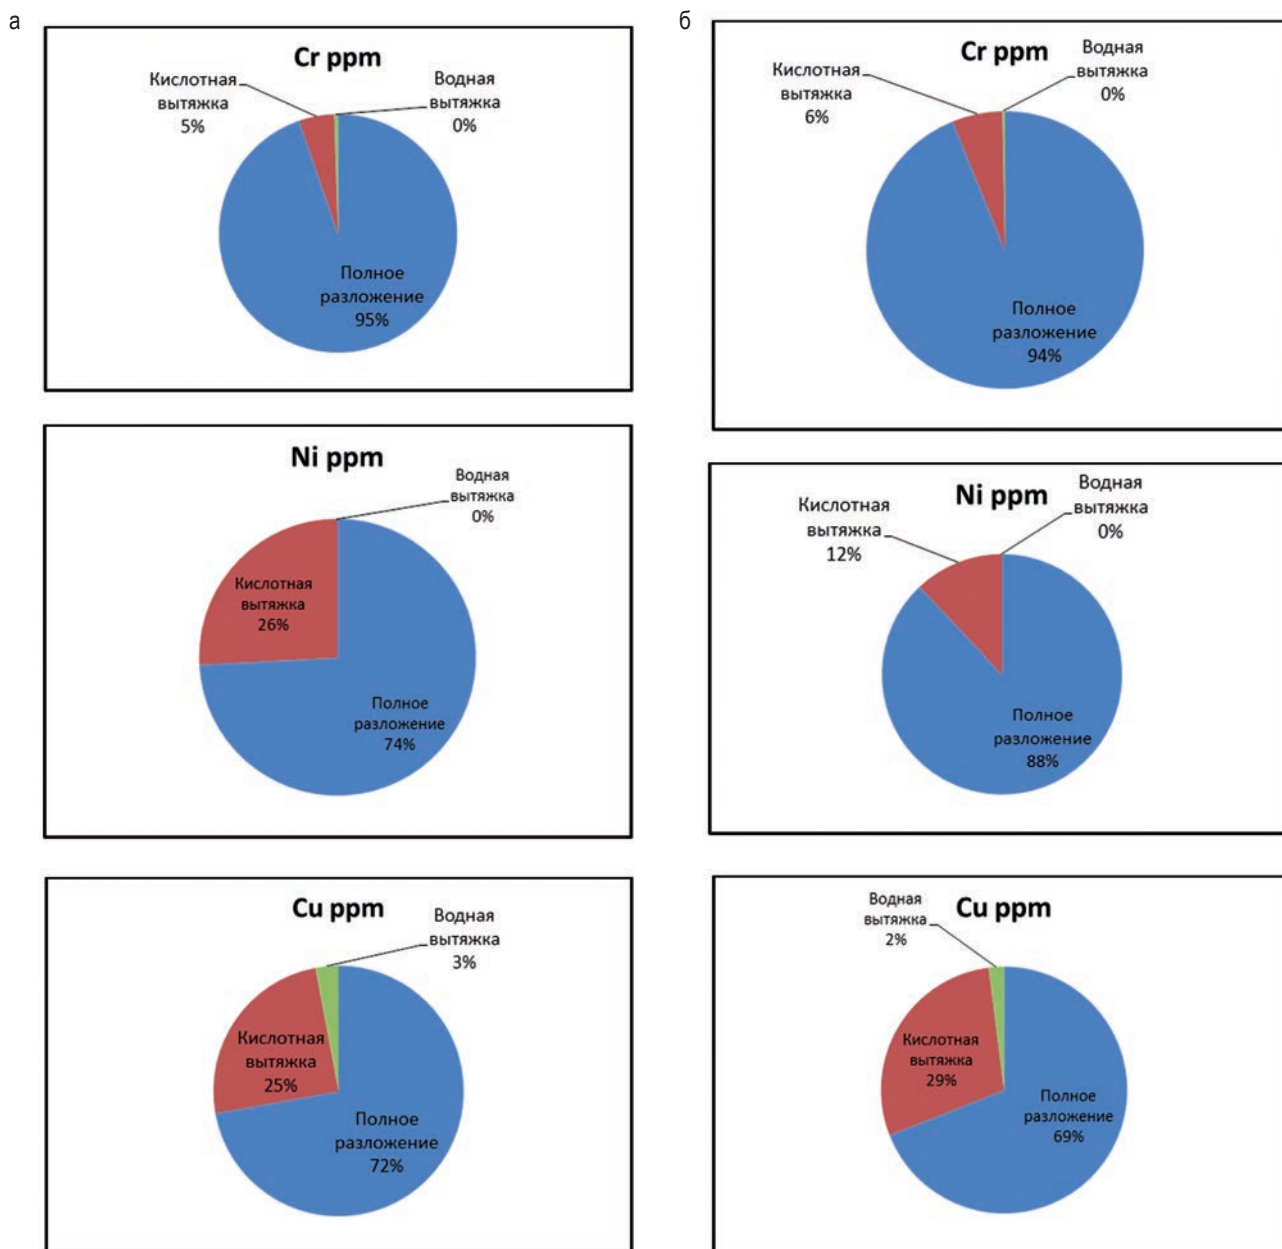 а
Cr ppm
Кислотная
вытяжка
5%
Водная
вытяжка
0%
Полное
разложение
95%
Ni ppm
Водная
вытяжка
0%
Кислотная
вытяжка
26%
Полное
разложение
74%
Cu ppm
Водная
вытяжка
3%
Кислотная
вытяжка
25%
Полное
разложение
72%
б
Cr ppm
Водная
вытяжка
0%
Кислотная
вытяжка
6%
Полное
разложение
94%
Ni ppm
Водная
вытяжка
0%
Кислотная
вытяжка
12%
Полное
разложение
88%
Cu ppm
Водная
вытяжка
2%
Кислотная
вытяжка
29%
Полное
разложение
69%